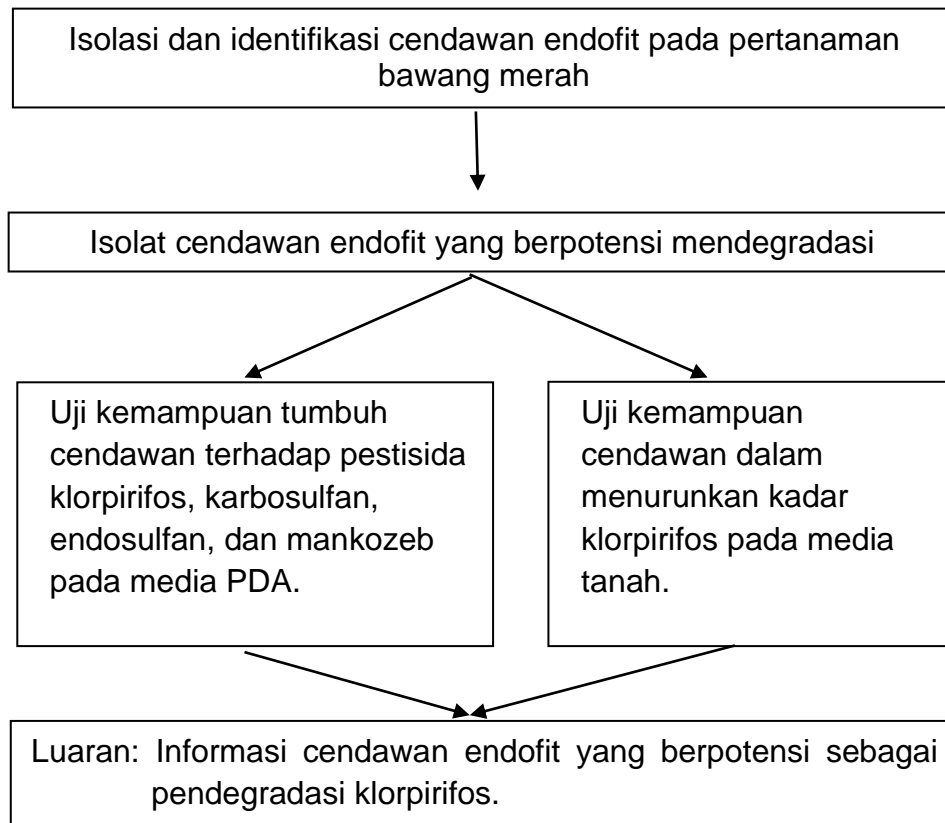 Isolasi dan identifikasi cendawan endofit pada pertanaman
bawang merah
Isolat cendawan endofit yang berpotensi mendegradasi
Uji kemampuan tumbuh
cendawan terhadap pestisida
klorpirifos, karbosulfan,
endosulfan, dan mankozeb
pada media PDA.
Uji kemampuan
cendawan dalam
menurunkan kadar
klorpirifos pada media
tanah.
Luaran: Informasi cendawan endofit yang berpotensi sebagai
pendegradasi klorpirifos.